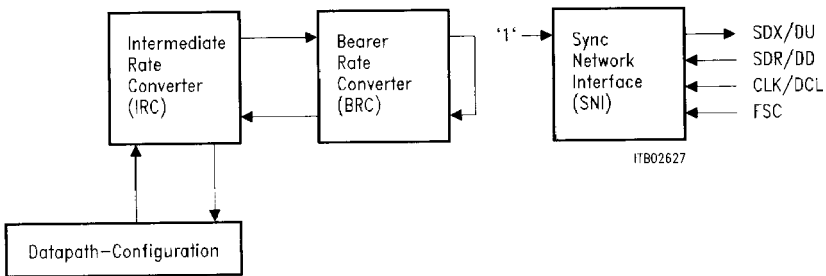 Intermediate
Rate
Converter
(IRC)
Bearer
Rate
Converter
(BRC)
'1'
Sync
Network
Interface
(SNI)
SDX/DU
SDR/DD
CLK/DCL
FSC
ITB02627
Datapath-Configuration